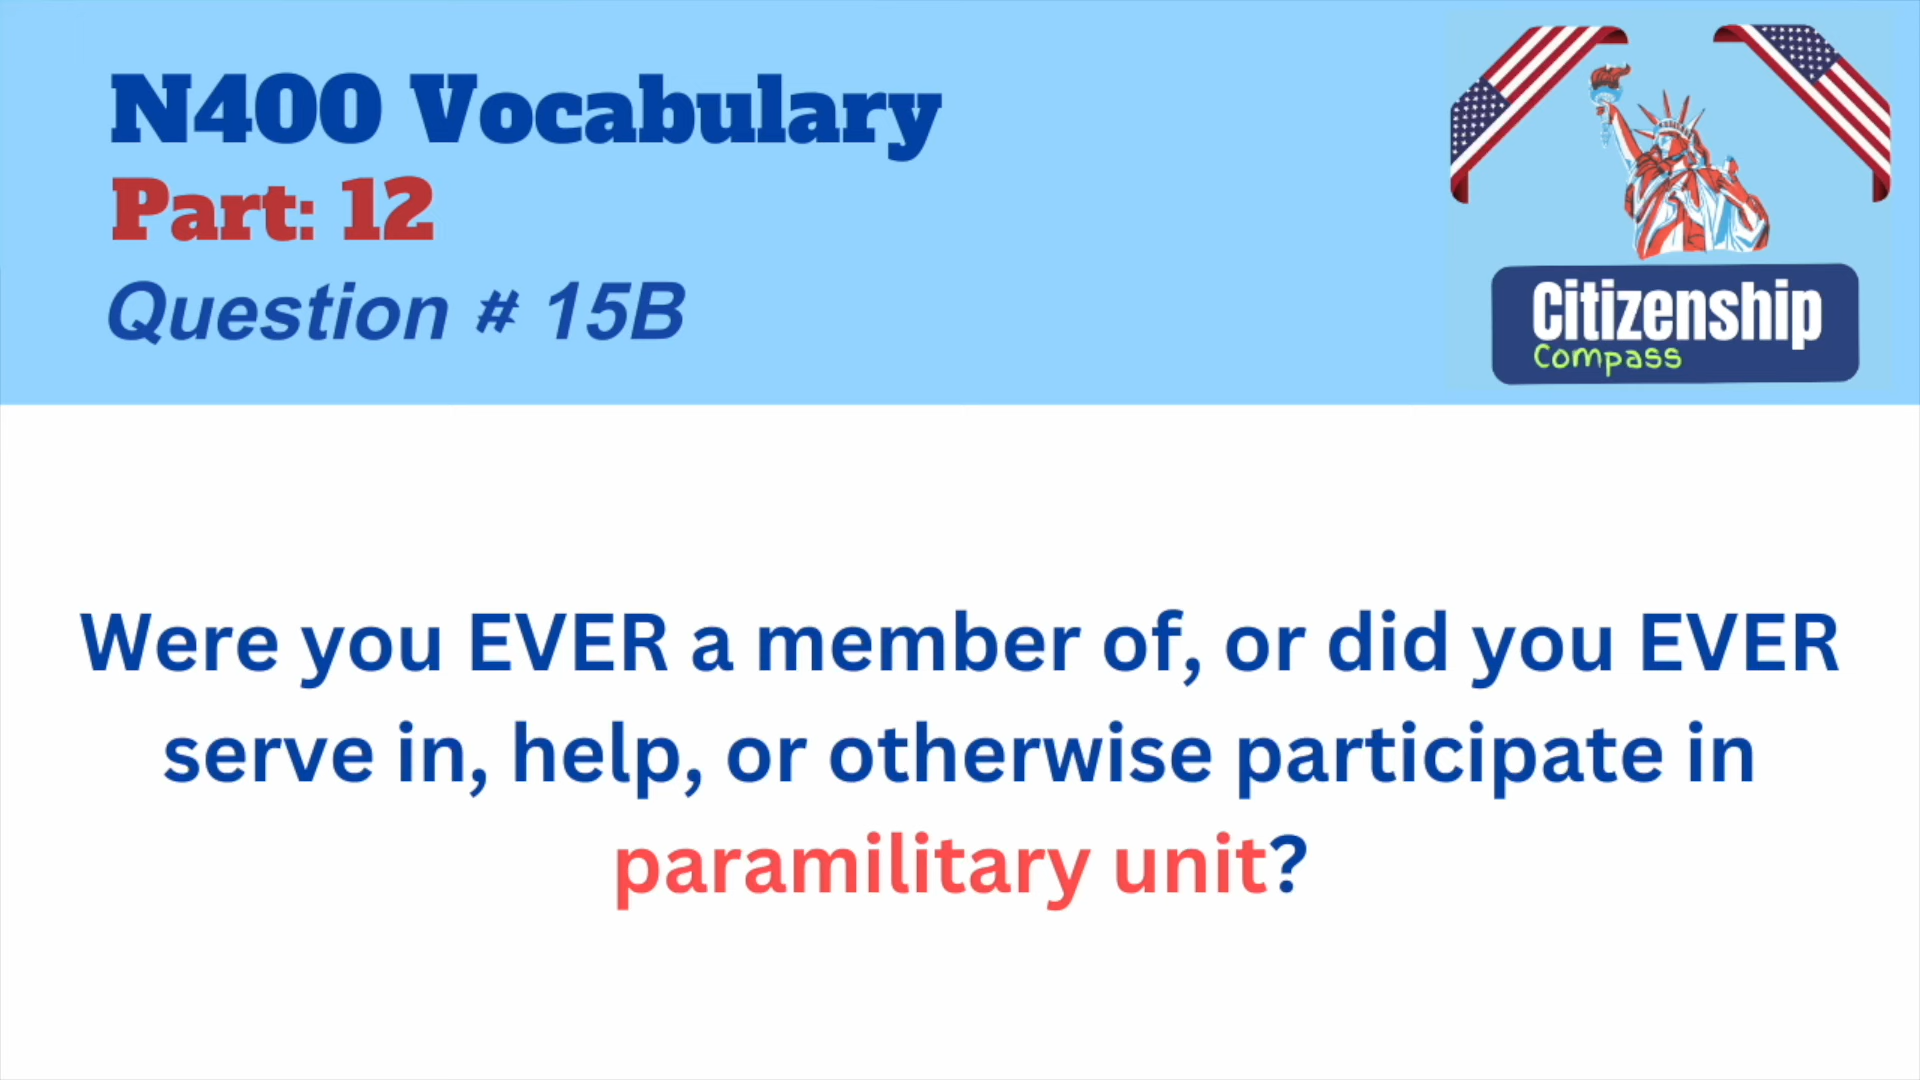 N400 Vocabulary
Part: 12
Question # 15B
Citizenship
Compass
Were you EVER a member of, or did you EVER
serve in, help, or otherwise participate in
paramilitary unit?